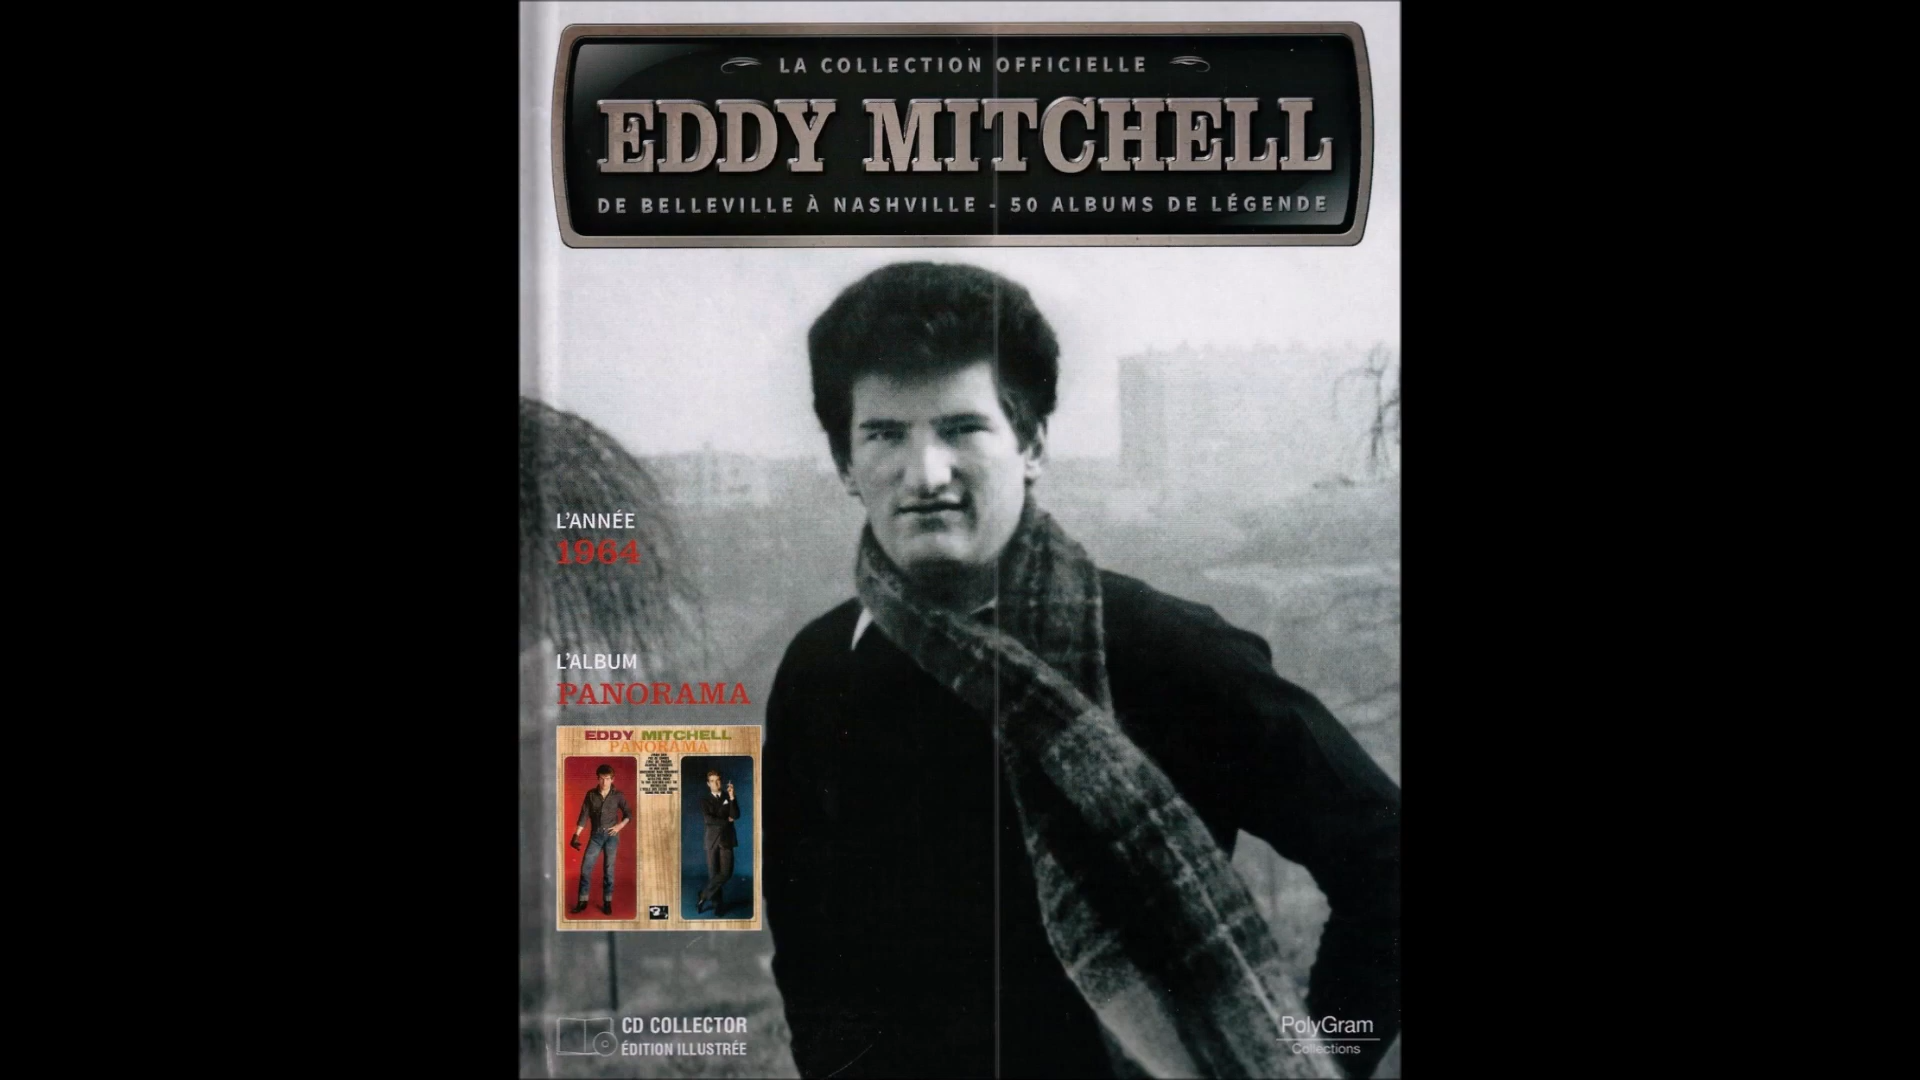 LA COLLECTION OFFICIELLE
EDDY MITCHELL
DE BELLEVILLE À NASHVILLE - 50 ALBUMS DE LÉGENDE
L'ANNÉE
1964
L'ALBUM
PANORAMA
EDDY MITCHELL
PANORAMA
CD COLLECTOR
ÉDITION ILLUSTRÉE
PolyGram
Collections